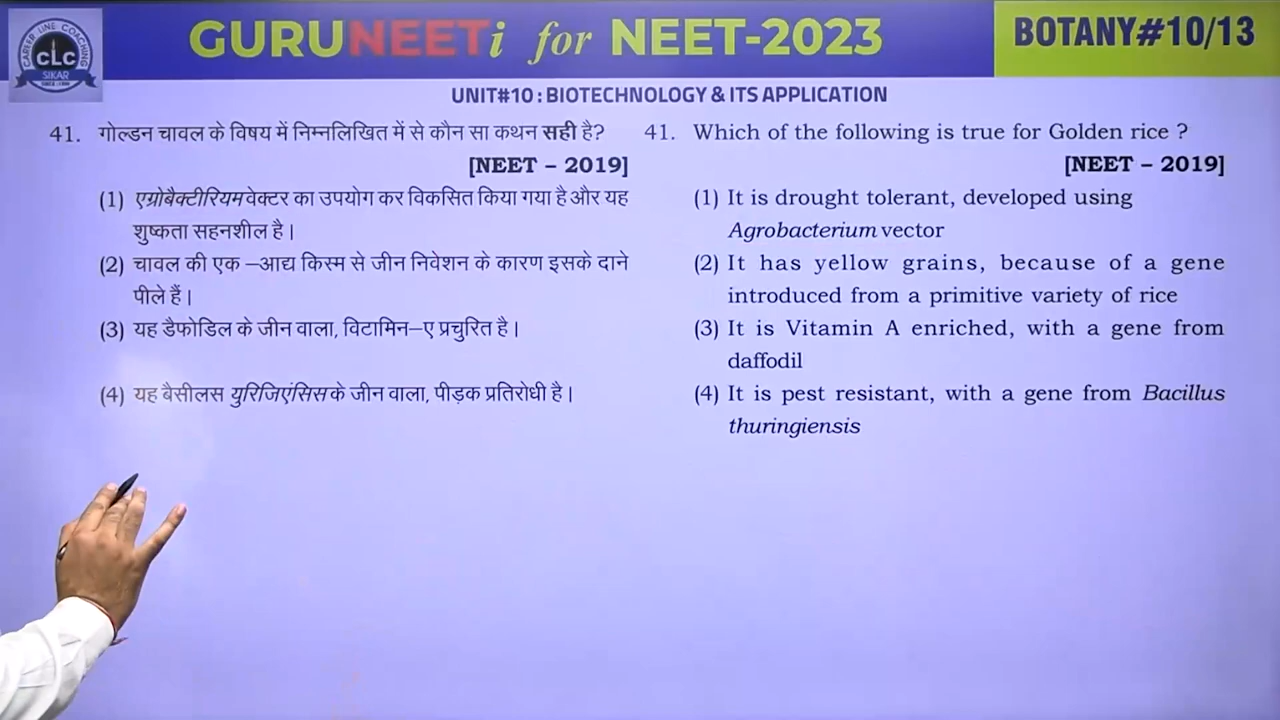 CAREER LINE COACHING
CLC
SIKAR
GURUNEETi for NEET-2023
BOTANY#10/13
UNIT#10 : BIOTECHNOLOGY & ITS APPLICATION
41. गोल्डन चावल के विषय में निम्नलिखित में से कौन सा कथन सही है?
[NEET – 2019]
(1) एग्रोबैक्टीरियम वेक्टर का उपयोग कर विकसित किया गया है और यह
शुष्कता सहनशील है।
(2) चावल की एक –आद्य किस्म से जीन निवेशन के कारण इसके दाने
पीले हैं।
(3) यह डैफोडिल के जीन वाला, विटामिन–ए प्रचुरित है।
(4) यह बैसीलस युरिजिएंसिस के जीन वाला, पीड़क प्रतिरोधी है।
41. Which of the following is true for Golden rice ?
[NEET – 2019]
(1) It is drought tolerant, developed using
Agrobacterium vector
(2) It has yellow grains, because of a gene
introduced from a primitive variety of rice
(3) It is Vitamin A enriched, with a gene from
daffodil
(4) It is pest resistant, with a gene from Bacillus
thuringiensis